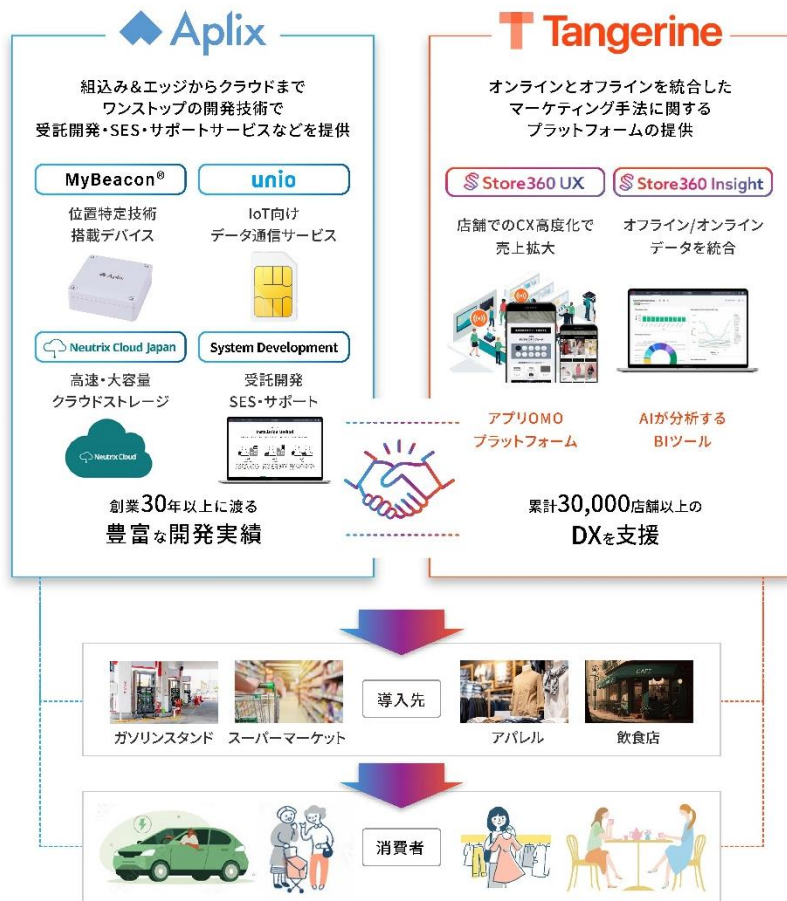 Aplix
組込み&エッジからクラウドまで
ワンストップの開発技術で
受託開発・SES・サポートサービスなどを提供
MyBeacon®
unio
位置特定技術
搭載デバイス
IoT向け
データ通信サービス
Aplix
Neutrix Cloud Japan
System Development
高速・大容量
クラウドストレージ
受託開発
SES・サポート
Neutrix Cloud
創業30年以上に渡る
豊富な開発実績
Tangerine
オンラインとオフラインを統合した
マーケティング手法に関する
プラットフォームの提供
Store360 UX
Store360 Insight
店舗でのCX高度化で
売上拡大
オフライン/オンライン
データを統合
アプリOMO
プラットフォーム
AIが分析する
BIツール
累計30,000店舗以上の
DXを支援
導入先
ガソリンスタンド
スーパーマーケット
アパレル
飲食店
消費者